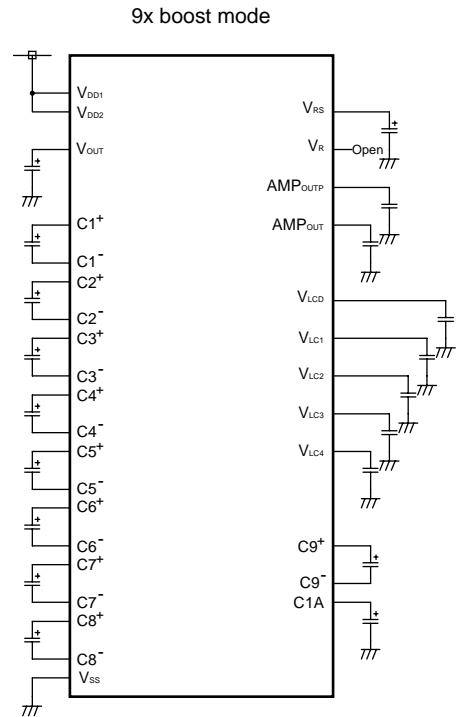 9x boost mode
VDD1
VDD2
VOUT
C1+
C1-
C2+
C2-
C3+
C3-
C4+
C4-
C5+
C5-
C6+
C6-
C7+
C7-
C8+
C8-
VSS
VRS
VR
Open
AMPOUTP
AMPOUT
VLCD
VLC1
VLC2
VLC3
VLC4
C9+
C9-
C1A